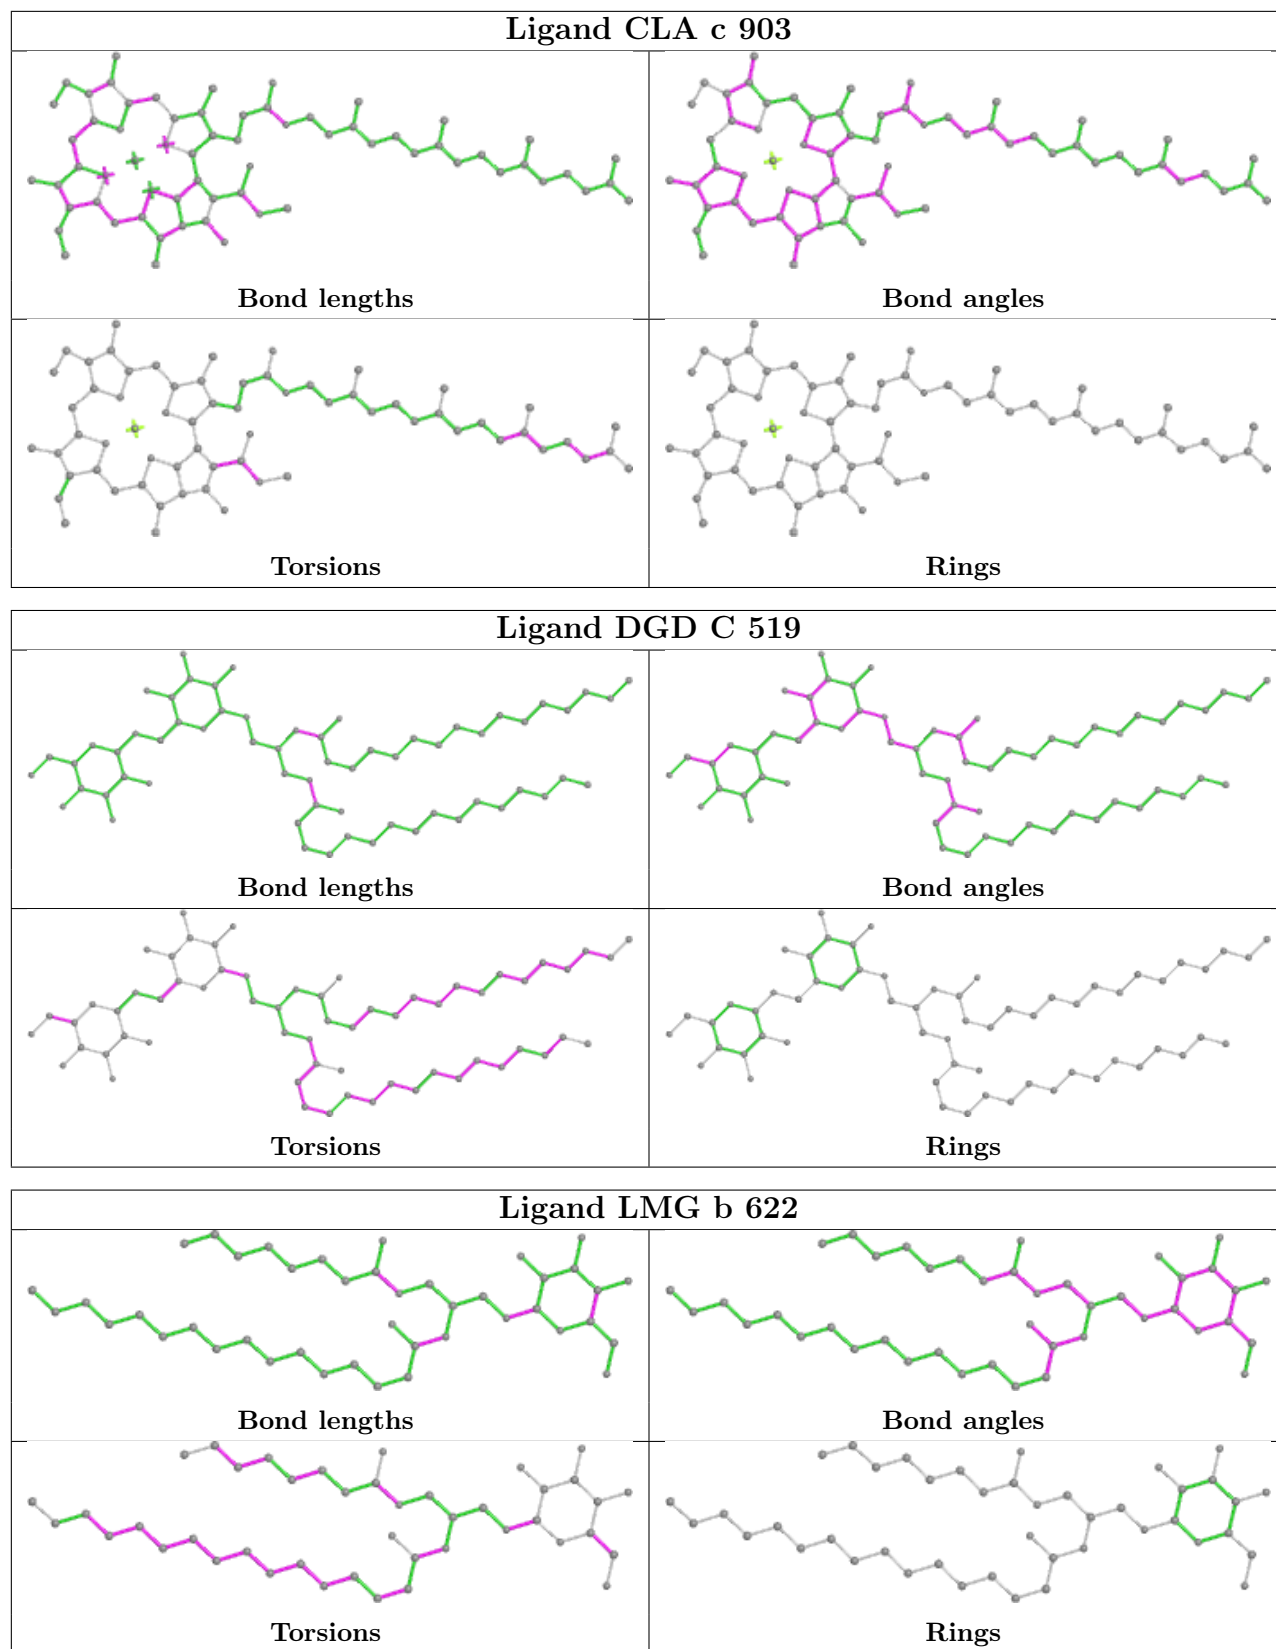 Ligand CLA c 903
Bond lengths
Bond angles
Torsions
Rings
Ligand DGD C 519
Bond lengths
Bond angles
Torsions
Rings
Ligand LMG b 622
Bond lengths
Bond angles
Torsions
Rings